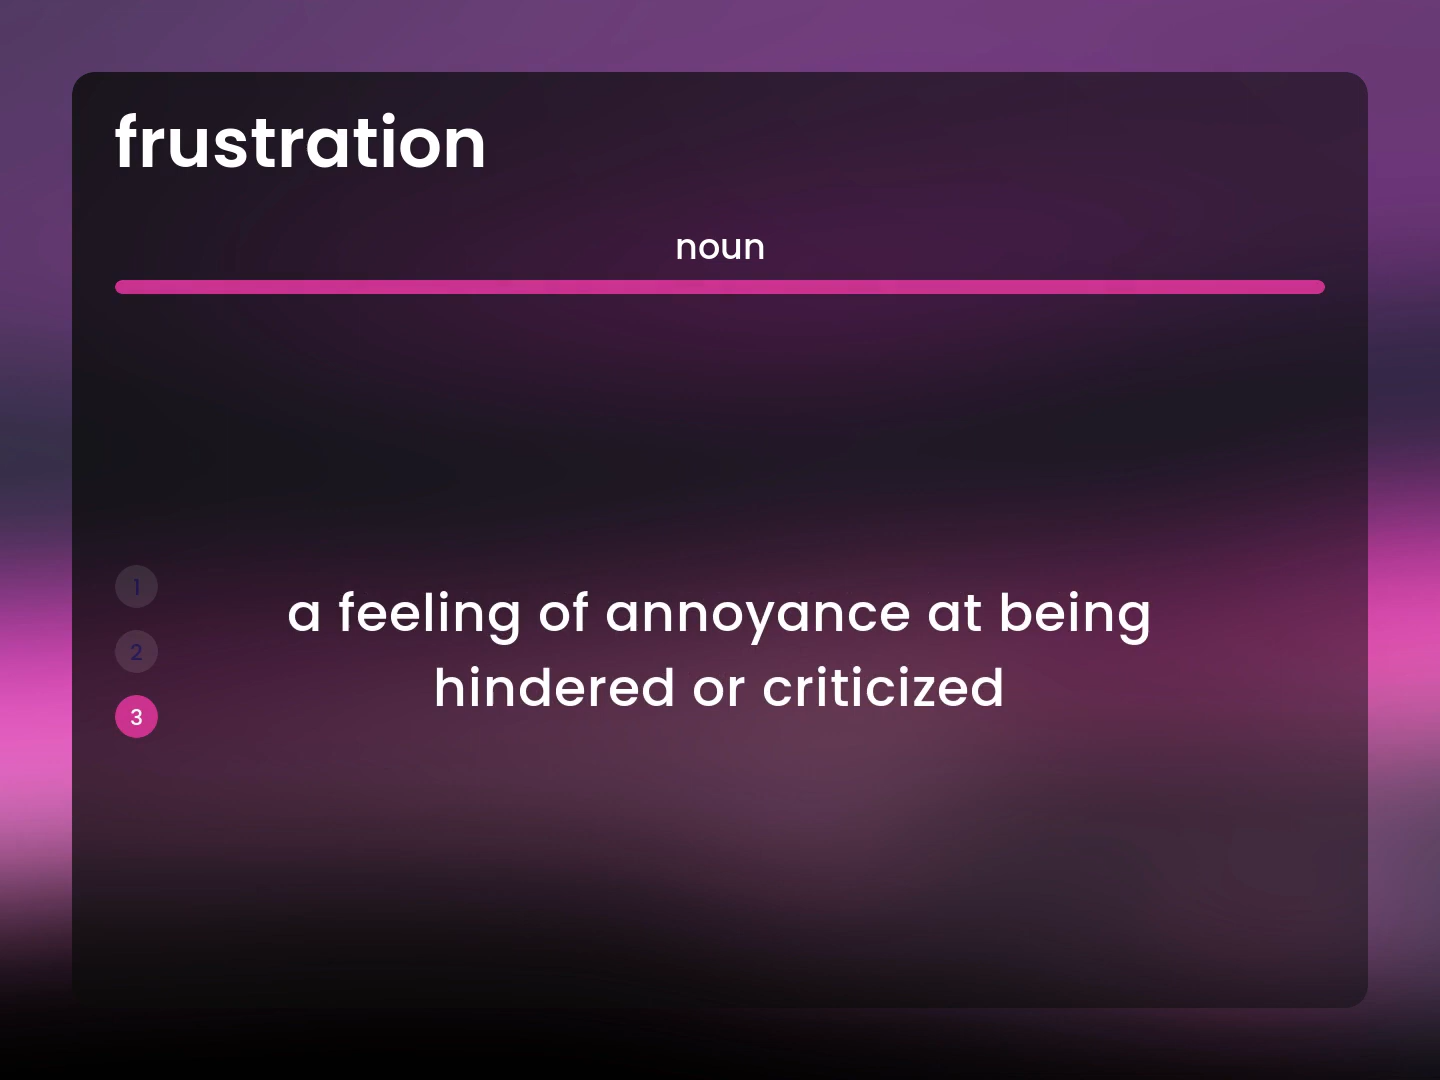 frustration
noun
1
2
3
a feeling of annoyance at being
hindered or criticized